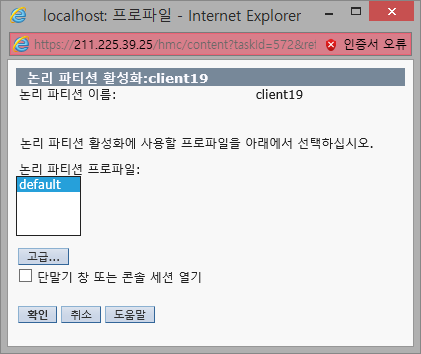 localhost: 프로파일 - Internet Explorer
https://211.225.39.25/hmc/content?taskId=572&ref
인증서 오류
논리 파티션 활성화:client19
논리 파티션 이름: client19
논리 파티션 활성화에 사용할 프로파일을 아래에서 선택하십시오.
논리 파티션 프로파일:
default
고급...
단말기 창 또는 콘솔 세션 열기
확인 취소 도움말